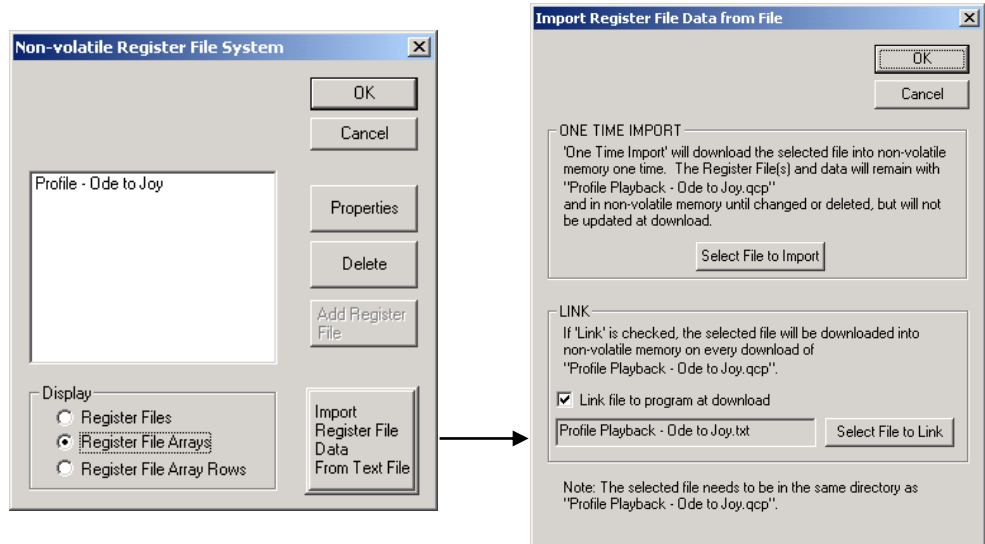 Non-volatile Register File System
OK
Cancel
Profile - Ode to Joy
Properties
Delete
Add Register
File
Display
Register Files
Register File Arrays
Register File Array Rows
Import
Register File
Data
From Text File
Import Register File Data from File
OK
Cancel
ONE TIME IMPORT
'One Time Import' will download the selected file into non-volatile
memory one time. The Register File(s) and data will remain with
"Profile Playback - Ode to Joy.qcp"
and in non-volatile memory until changed or deleted, but will not
be updated at download.
Select File to Import
LINK
If 'Link' is checked, the selected file will be downloaded into
non-volatile memory on every download of
"Profile Playback - Ode to Joy.qcp".
Link file to program at download
Profile Playback - Ode to Joy.txt
Select File to Link
Note: The selected file needs to be in the same directory as
"Profile Playback - Ode to Joy.qcp".